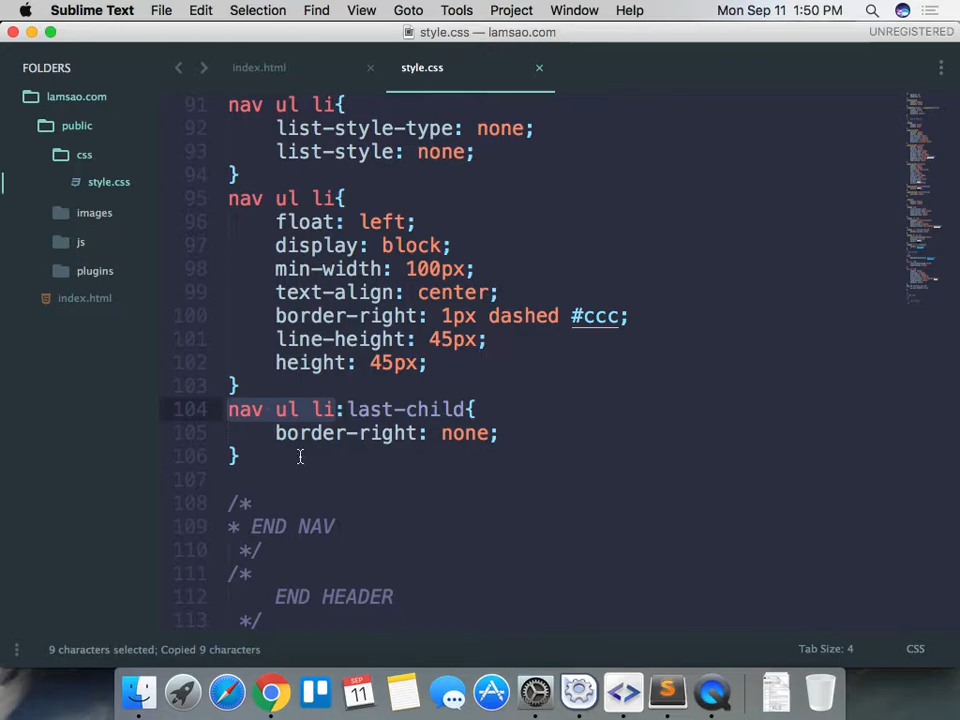 Sublime Text File Edit Selection Find View Goto Tools Project Window Help Mon Sep 11 1:50 PM
style.css — lamsao.com UNREGISTERED
FOLDERS
lamsao.com
public
css
style.css
images
js
plugins
index.html
index.html × style.css ×
91 nav ul li{
92 list-style-type: none;
93 list-style: none;
94 }
95 nav ul li{
96 float: left;
97 display: block;
98 min-width: 100px;
99 text-align: center;
100 border-right: 1px dashed #ccc;
101 line-height: 45px;
102 height: 45px;
103 }
104 nav ul li:last-child{
105 border-right: none;
106 }
107
108 /*
109 * END NAV
110 */
111 /*
112 END HEADER
113 */
9 characters selected; Copied 9 characters Tab Size: 4 CSS
SEP
11